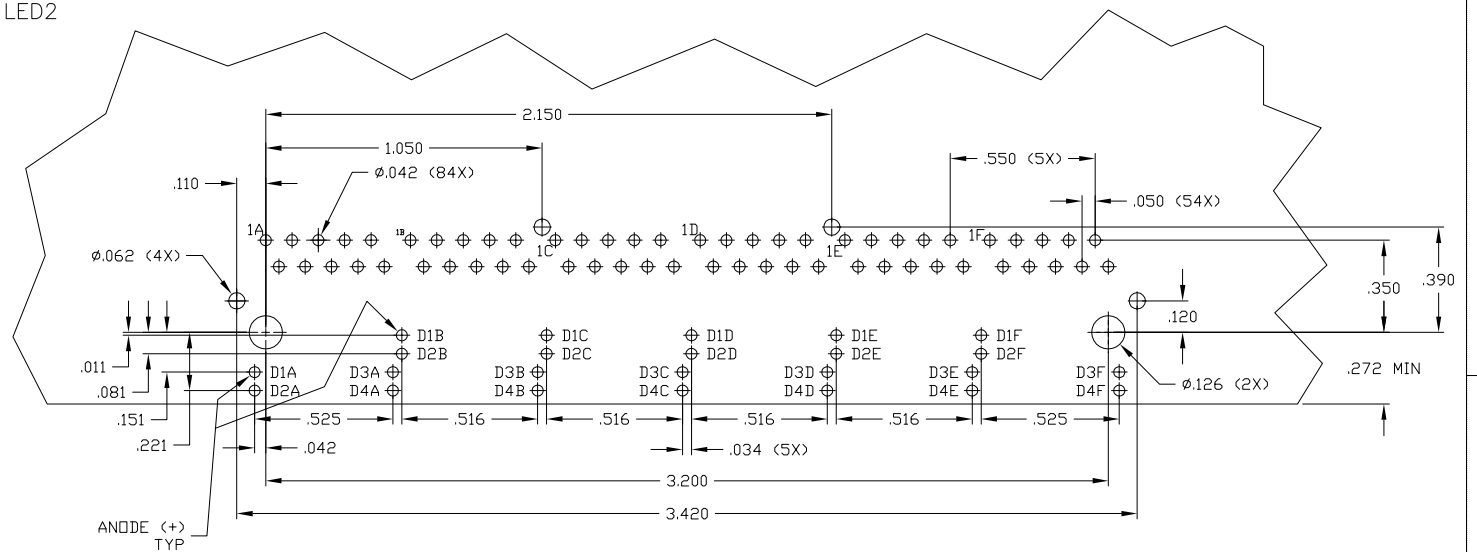 LED2
2.150
1.050
.550 (5X)
ø.042 (84X)
.110
.050 (54X)
1A
1B
1C
1D
1E
1F
ø.062 (4X)
.350
.390
.120
D1B
D1C
D1D
D1E
D1F
.011
D2B
D2C
D2D
D2E
D2F
.272 MIN
D1A
D3A
D3B
D3C
D3D
D3E
D3F
ø.126 (2X)
.081
D2A
D4A
D4B
D4C
D4D
D4E
D4F
.151
.525
.516
.516
.516
.516
.525
.221
.042
.034 (5X)
3.200
3.420
ANODE (+)
TYP